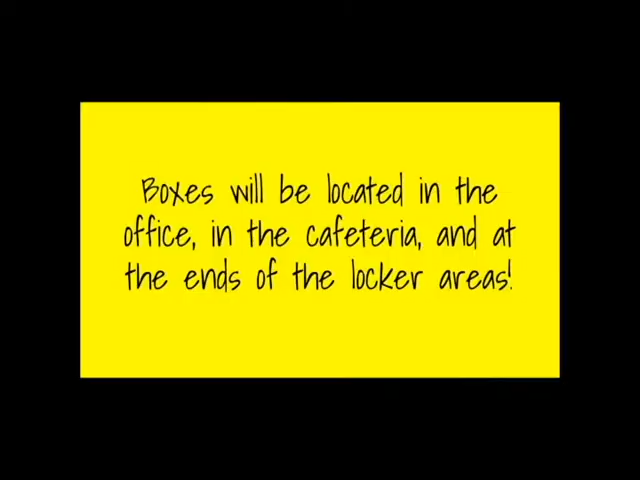 Boxes will be located in the
office, in the cafeteria, and at
the ends of the locker areas!